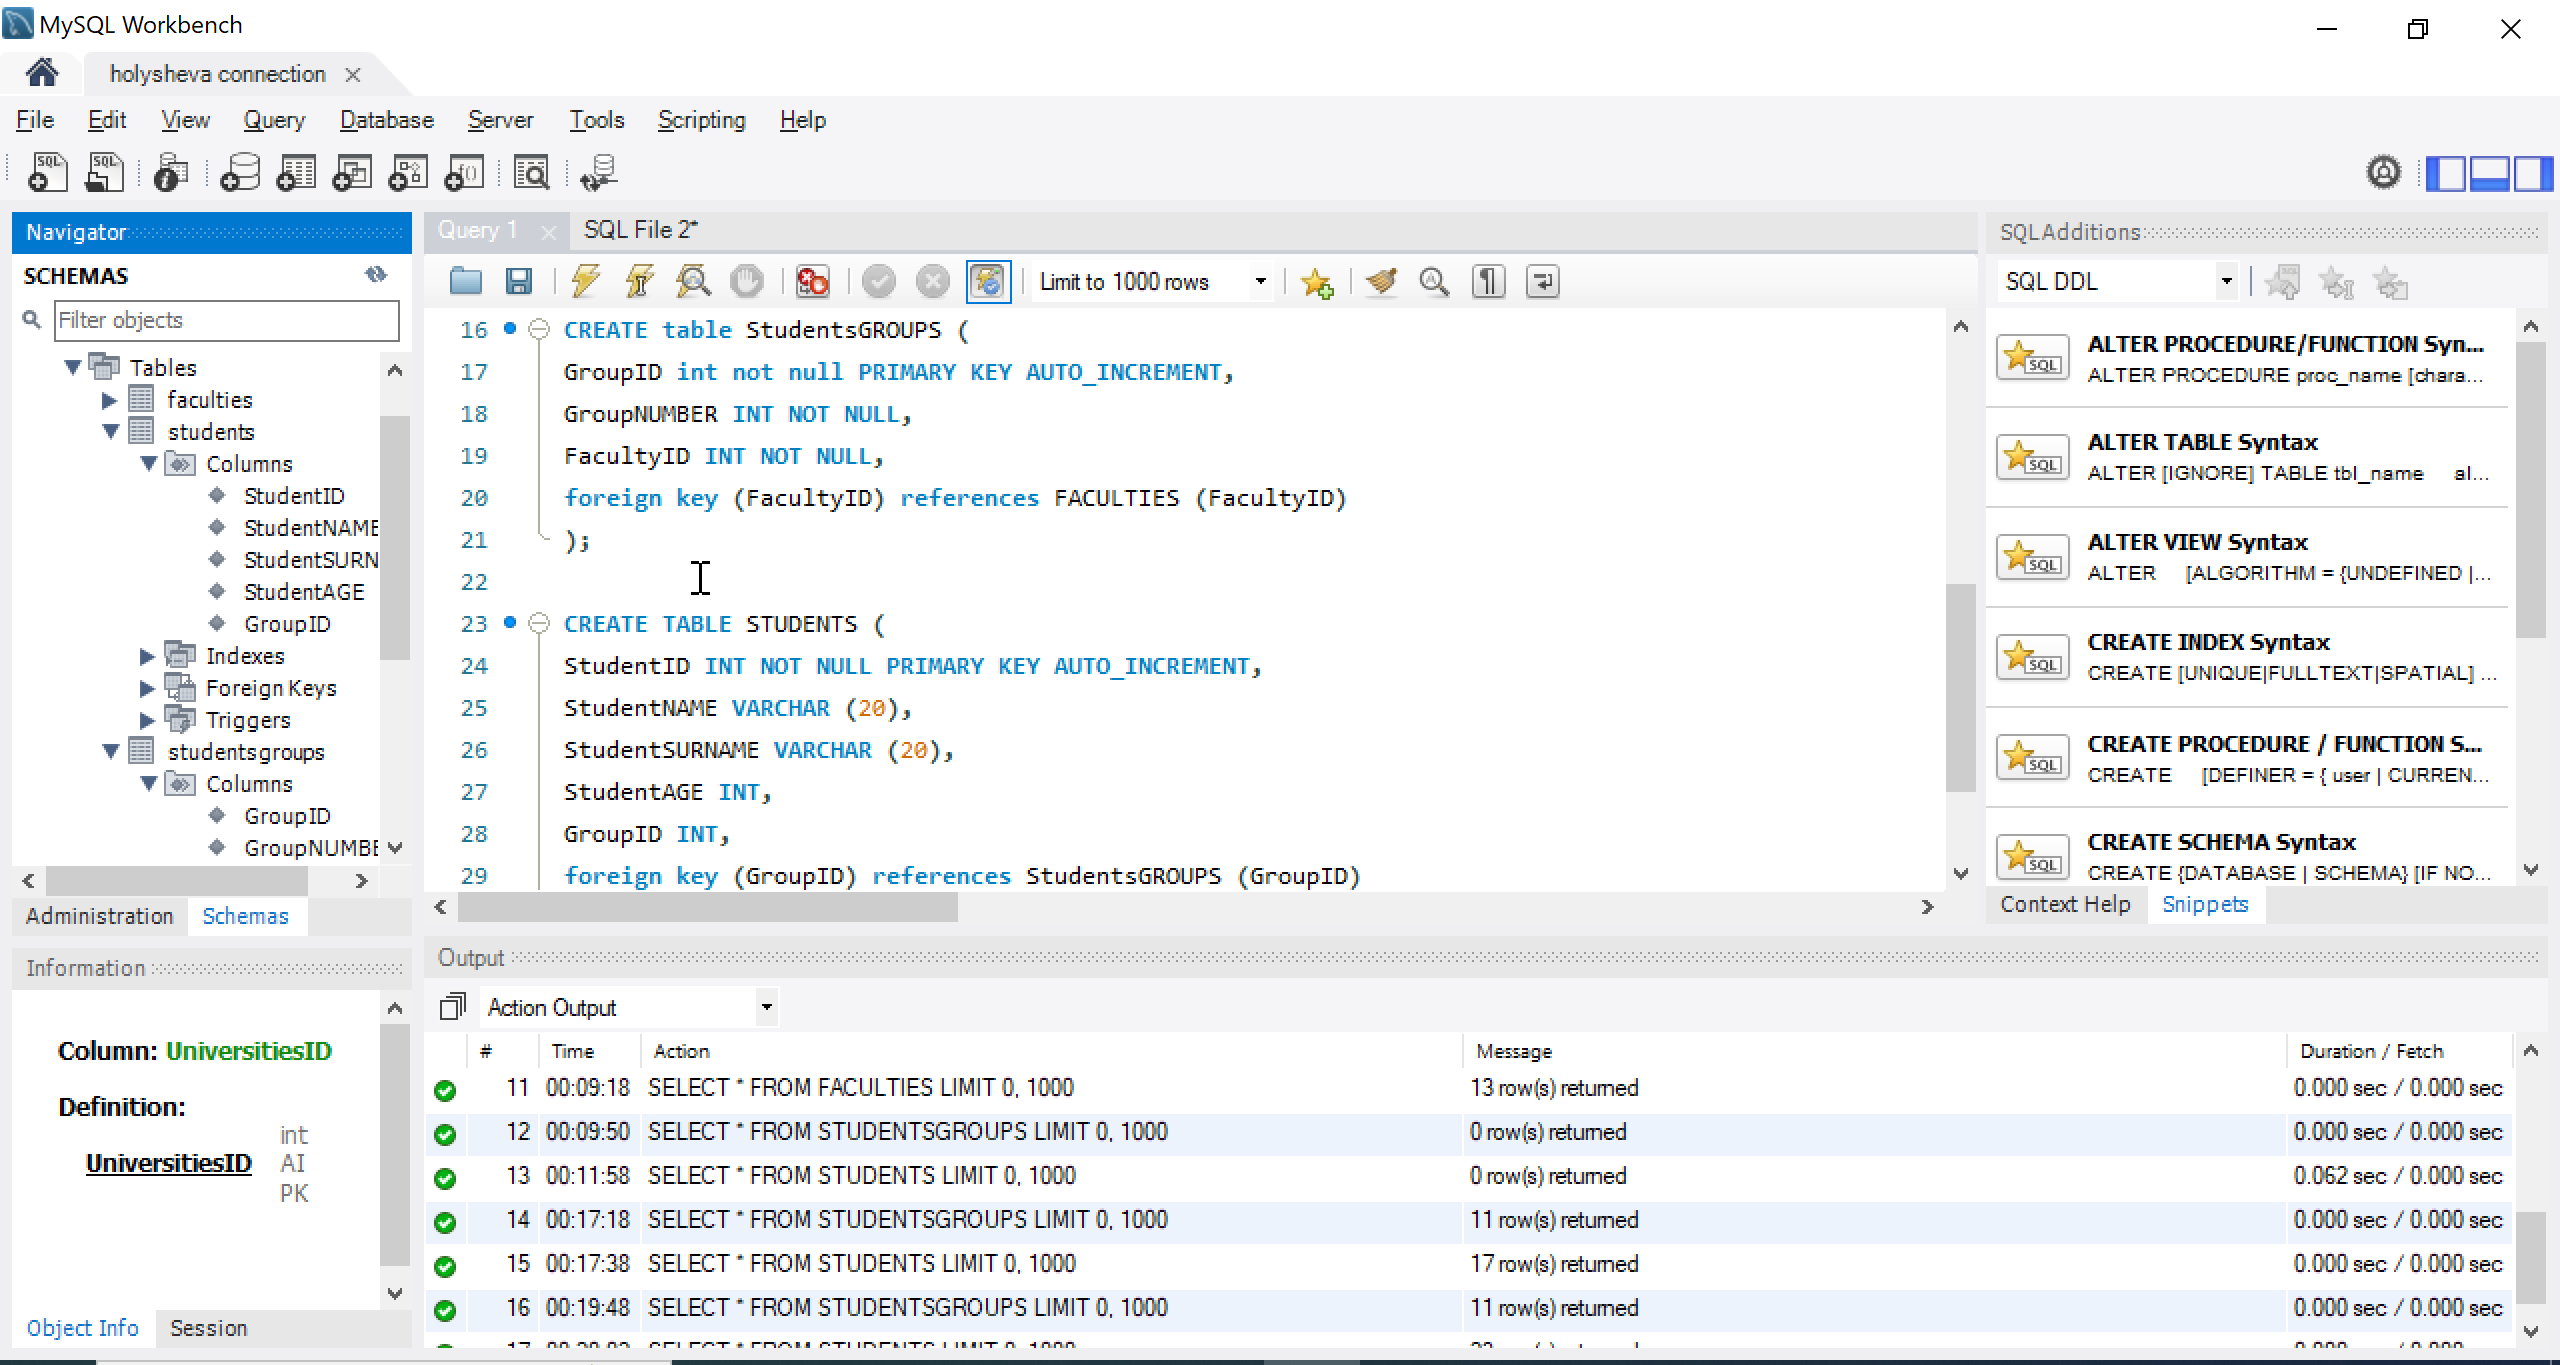 MySQL Workbench
holysheva connection
File Edit View Query Database Server Tools Scripting Help
Navigator
SCHEMAS
Filter objects
Tables
faculties
students
Columns
StudentID
StudentNAME
StudentSURN
StudentAGE
GroupID
Indexes
Foreign Keys
Triggers
studentsgroups
Columns
GroupID
GroupNUMBE
Administration Schemas
Information
Column: UniversitiesID
Definition:
int
UniversitiesID AI
PK
Object Info Session
Query 1 SQL File 2*
Limit to 1000 rows
16 CREATE table StudentsGROUPS (
17 GroupID int not null PRIMARY KEY AUTO_INCREMENT,
18 GroupNUMBER INT NOT NULL,
19 FacultyID INT NOT NULL,
20 foreign key (FacultyID) references FACULTIES (FacultyID)
21 );
22
23 CREATE TABLE STUDENTS (
24 StudentID INT NOT NULL PRIMARY KEY AUTO_INCREMENT,
25 StudentNAME VARCHAR (20),
26 StudentSURNAME VARCHAR (20),
27 StudentAGE INT,
28 GroupID INT,
29 foreign key (GroupID) references StudentsGROUPS (GroupID)
SQLAdditions
SQL DDL
ALTER PROCEDURE/FUNCTION Syn...
ALTER PROCEDURE proc_name [chara...
ALTER TABLE Syntax
ALTER [IGNORE] TABLE tbl_name al...
ALTER VIEW Syntax
ALTER [ALGORITHM = {UNDEFINED |...
CREATE INDEX Syntax
CREATE [UNIQUE|FULLTEXT|SPATIAL] ...
CREATE PROCEDURE / FUNCTION S...
CREATE [DEFINER = { user | CURREN...
CREATE SCHEMA Syntax
CREATE {DATABASE | SCHEMA} [IF NO...
Context Help Snippets
Output
Action Output
# Time Action Message Duration / Fetch
11 00:09:18 SELECT * FROM FACULTIES LIMIT 0, 1000 13 row(s) returned 0.000 sec / 0.000 sec
12 00:09:50 SELECT * FROM STUDENTSGROUPS LIMIT 0, 1000 0 row(s) returned 0.000 sec / 0.000 sec
13 00:11:58 SELECT * FROM STUDENTS LIMIT 0, 1000 0 row(s) returned 0.062 sec / 0.000 sec
14 00:17:18 SELECT * FROM STUDENTSGROUPS LIMIT 0, 1000 11 row(s) returned 0.000 sec / 0.000 sec
15 00:17:38 SELECT * FROM STUDENTS LIMIT 0, 1000 17 row(s) returned 0.000 sec / 0.000 sec
16 00:19:48 SELECT * FROM STUDENTSGROUPS LIMIT 0, 1000 11 row(s) returned 0.000 sec / 0.000 sec